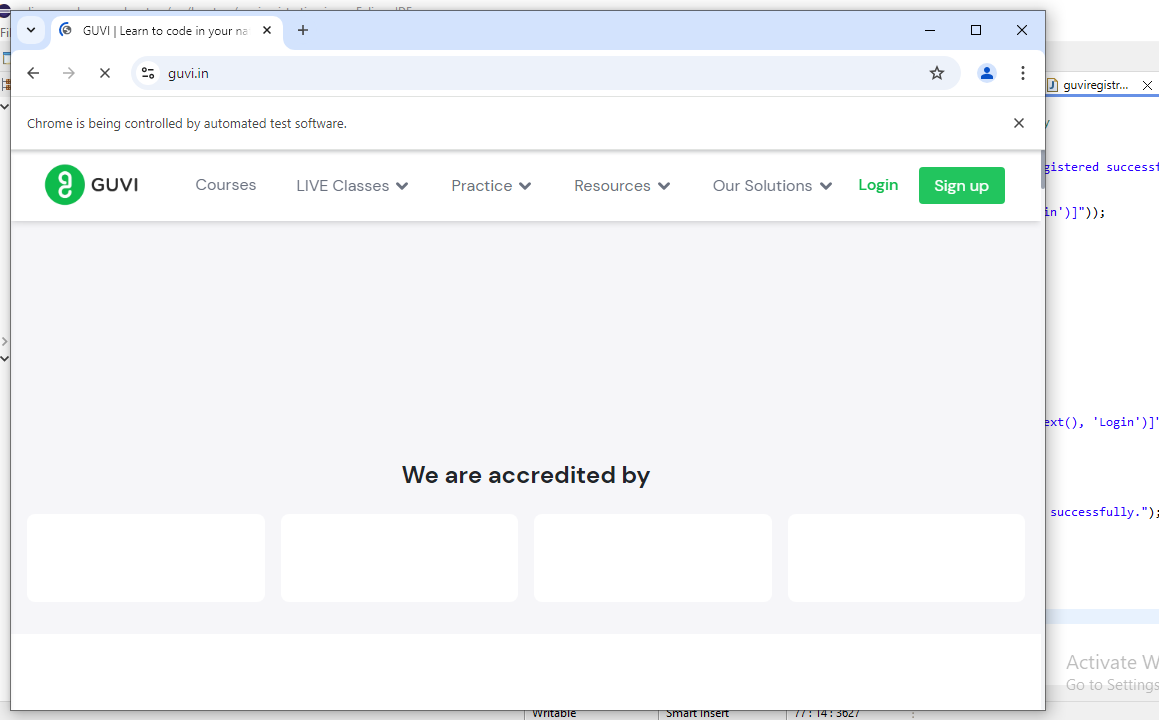 GUVI | Learn to code in your na
guvi.in
Chrome is being controlled by automated test software.
GUVI
Courses
LIVE Classes
Practice
Resources
Our Solutions
Login
Sign up
We are accredited by
Fi
guviregistr...
gistered successf
in')]"));
ext(), 'Login')]"
successfully.");
Activate W
Go to Settings
Writable
Smart Insert
77 : 14 : 3627